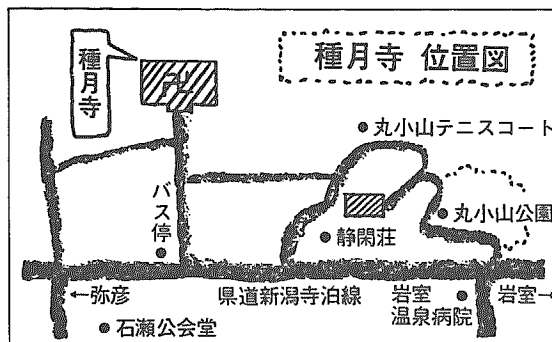 種月寺 位置図
種月寺
丸小山テニスコート
バス停
丸小山公園
静閑荘
←弥彦
県道新潟寺泊線
岩室
温泉病院
岩室→
石瀬公会堂